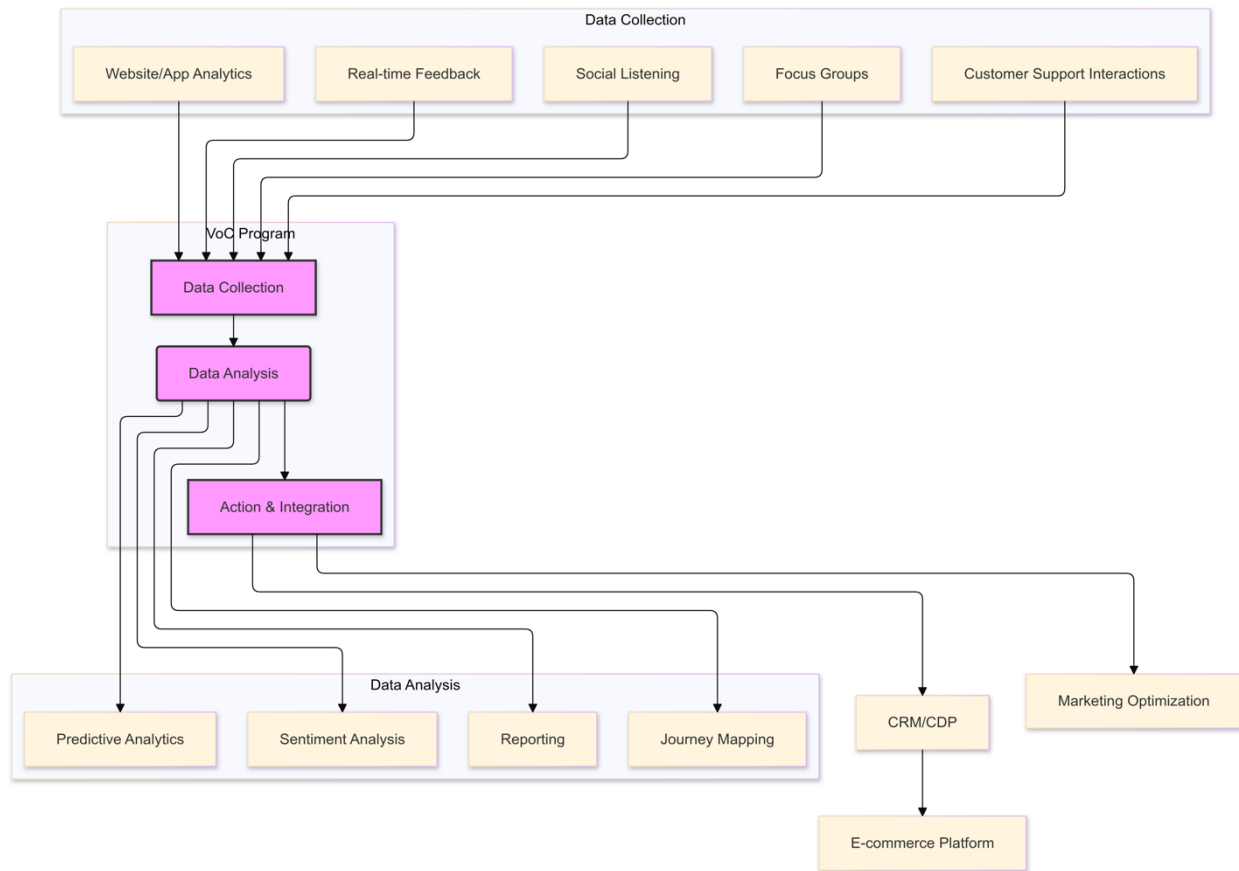 Data Collection
Website/App Analytics
Real-time Feedback
Social Listening
Focus Groups
Customer Support Interactions
VoC Program
Data Collection
Data Analysis
Action & Integration
Data Analysis
Predictive Analytics
Sentiment Analysis
Reporting
Journey Mapping
CRM/CDP
Marketing Optimization
E-commerce Platform